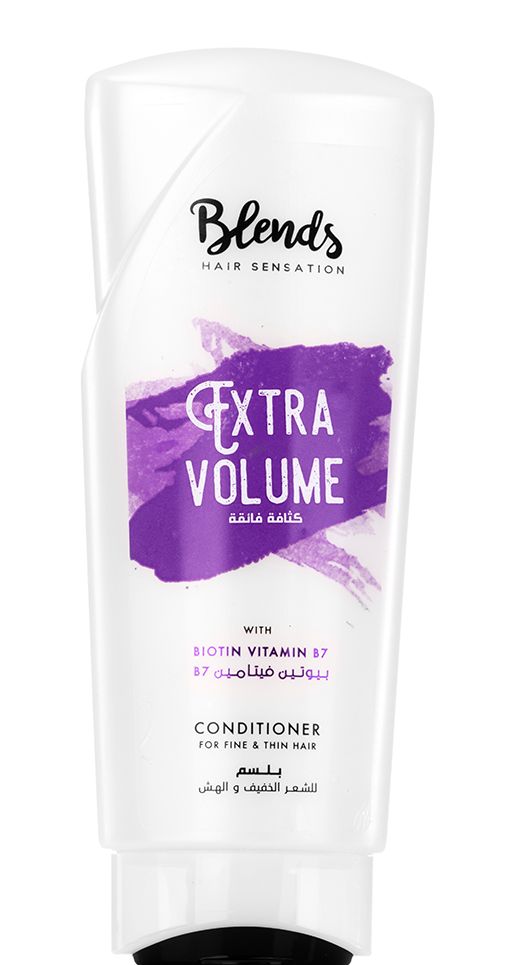 Blends
HAIR SENSATION
EXTRA
VOLUME
كثافة فائقة
WITH
BIOTIN VITAMIN B7
بيوتين فيتامين B7
CONDITIONER
FOR FINE & THIN HAIR
بلسم
للشعر الخفيف و الهش